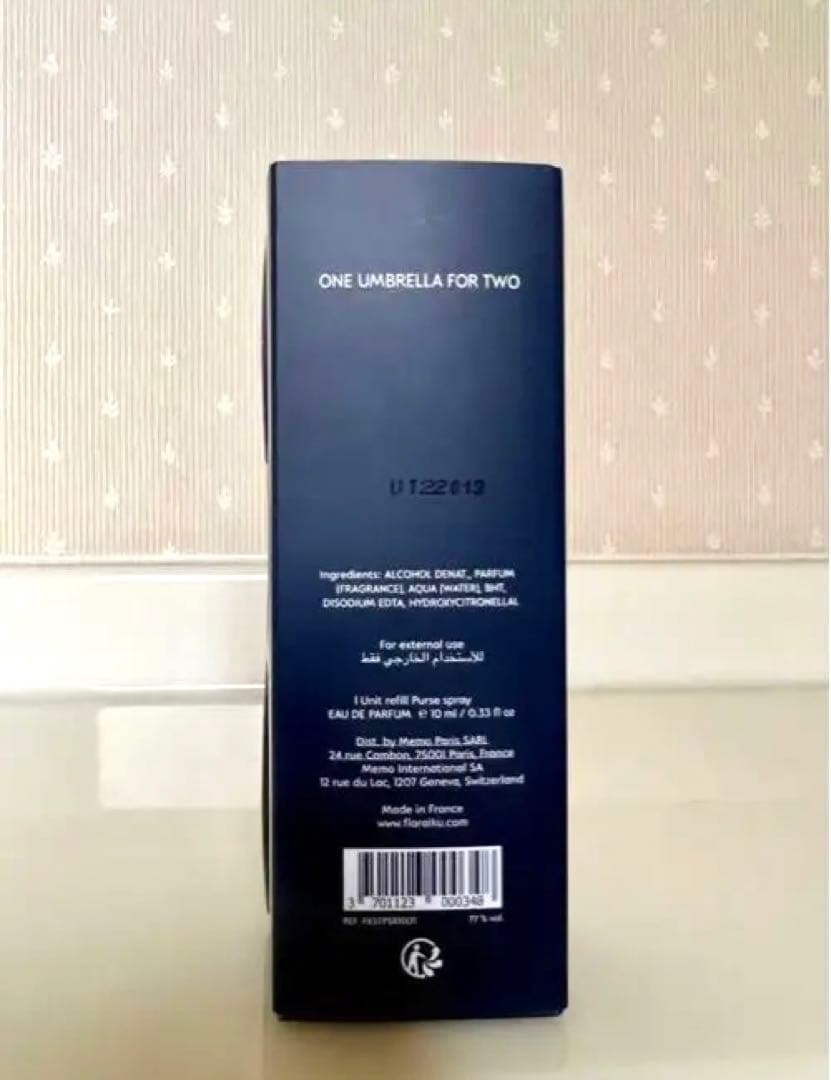 ONE UMBRELLA FOR TWO
Ingredients: ALCOHOL DENAT., PARFUM
(FRAGRANCE), AQUA (WATER), BHT,
DISODIUM EDTA, HYDROXYCITRONELLAL
For external use
للاستخدام الخارجي فقط
1 Unit refill Purse spray
EAU DE PARFUM ℮ 10 ml / 0.33 fl oz
Dist. by Memo Paris SARL
24 rue Cambon, 75001 Paris, France
Memo International SA
12 rue du Lac, 1207 Geneva, Switzerland
Made in France
www.floraiku.com
3 701123 000348
REF.
77 % vol.